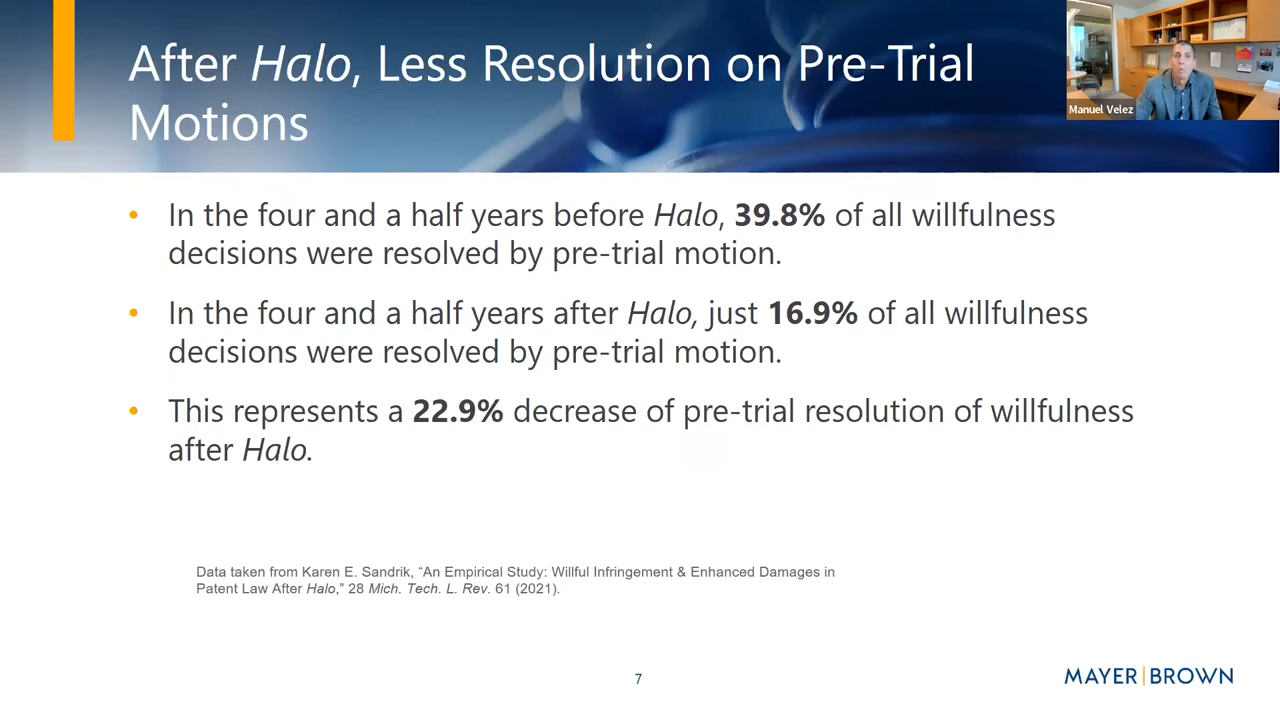 After Halo, Less Resolution on Pre-Trial
Motions
Manuel Velez
• In the four and a half years before Halo, 39.8% of all willfulness
decisions were resolved by pre-trial motion.
• In the four and a half years after Halo, just 16.9% of all willfulness
decisions were resolved by pre-trial motion.
• This represents a 22.9% decrease of pre-trial resolution of willfulness
after Halo.
Data taken from Karen E. Sandrik, “An Empirical Study: Willful Infringement & Enhanced Damages in
Patent Law After Halo,” 28 Mich. Tech. L. Rev. 61 (2021).
7
MAYER|BROWN